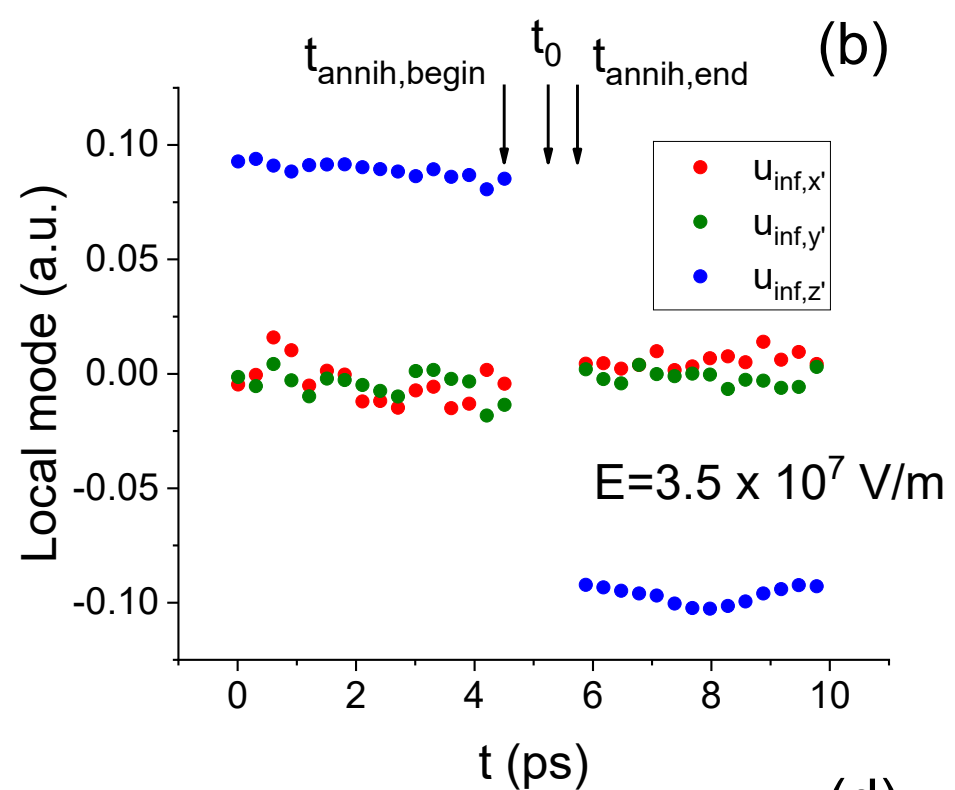 (b)
t_annih,begin t_0 t_annih,end
0.10
0.05
0.00
-0.05
-0.10
Local mode (a.u.)
u_inf,x'
u_inf,y'
u_inf,z'
E=3.5 x 10^7 V/m
0 2 4 6 8 10
t (ps)
(d)